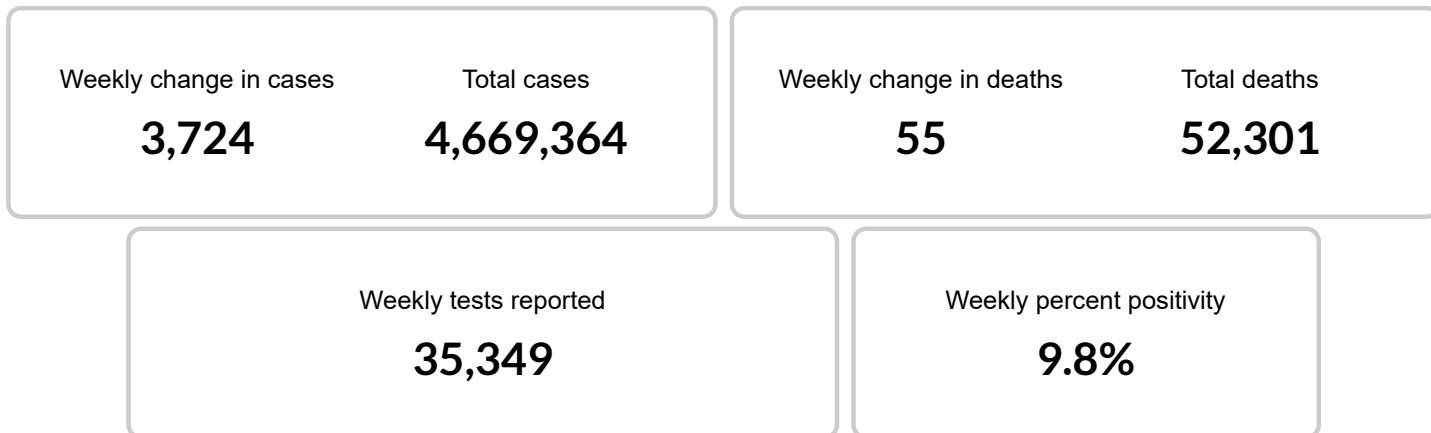 Weekly change in cases
3,724
Total cases
4,669,364
Weekly change in deaths
55
Total deaths
52,301
Weekly tests reported
35,349
Weekly percent positivity
9.8%